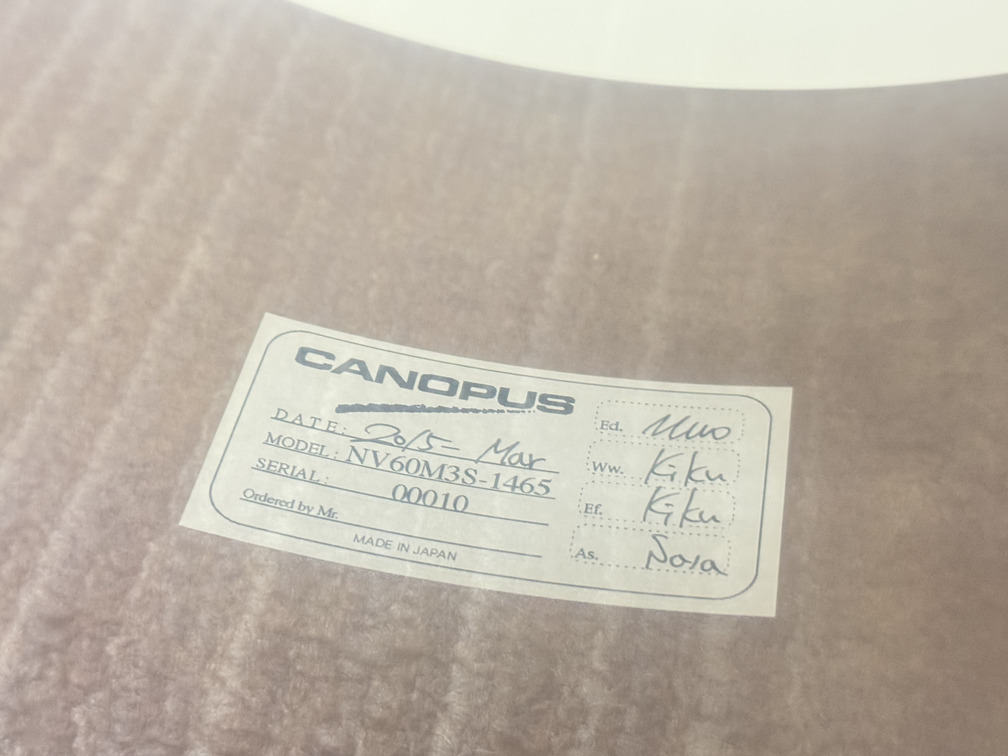 CANOPUS
DATE: 2015- Mar
MODEL: NV60M3S-1465
SERIAL: 00010
Ordered by Mr.
MADE IN JAPAN
Ed.
Ww. Kiku
Ef. Kiku
As. Sora